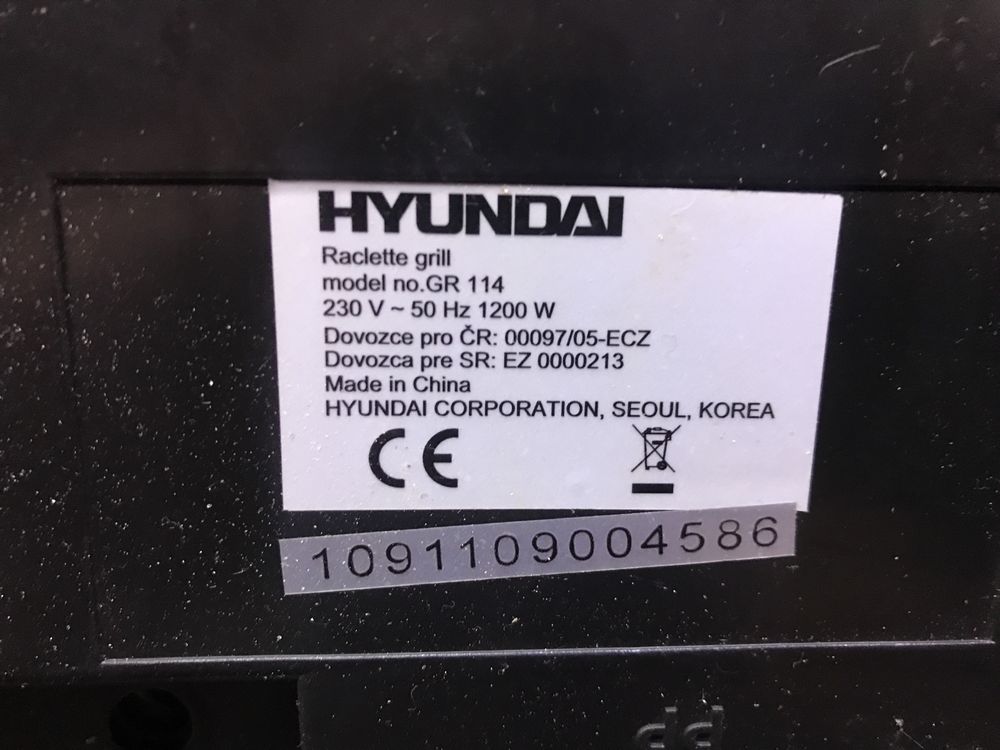 HYUNDAI
Raclette grill
model no.GR 114
230 V ~ 50 Hz 1200 W
Dovozce pro ČR: 00097/05-ECZ
Dovozca pre SR: EZ 0000213
Made in China
HYUNDAI CORPORATION, SEOUL, KOREA
CE
1091109004586
PP